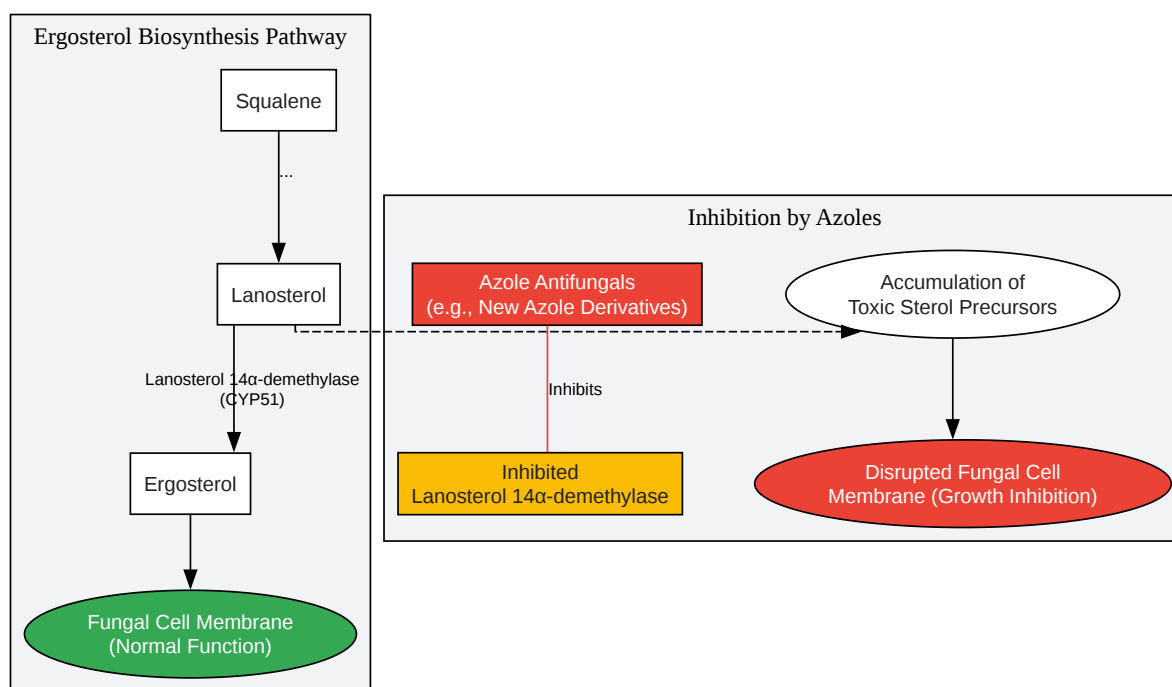 Ergosterol Biosynthesis Pathway
Squalene
...
Lanosterol
Lanosterol 14α-demethylase
(CYP51)
Ergosterol
Fungal Cell Membrane
(Normal Function)
Inhibition by Azoles
Azole Antifungals
(e.g., New Azole Derivatives)
Accumulation of
Toxic Sterol Precursors
Inhibits
Inhibited
Lanosterol 14α-demethylase
Disrupted Fungal Cell
Membrane (Growth Inhibition)